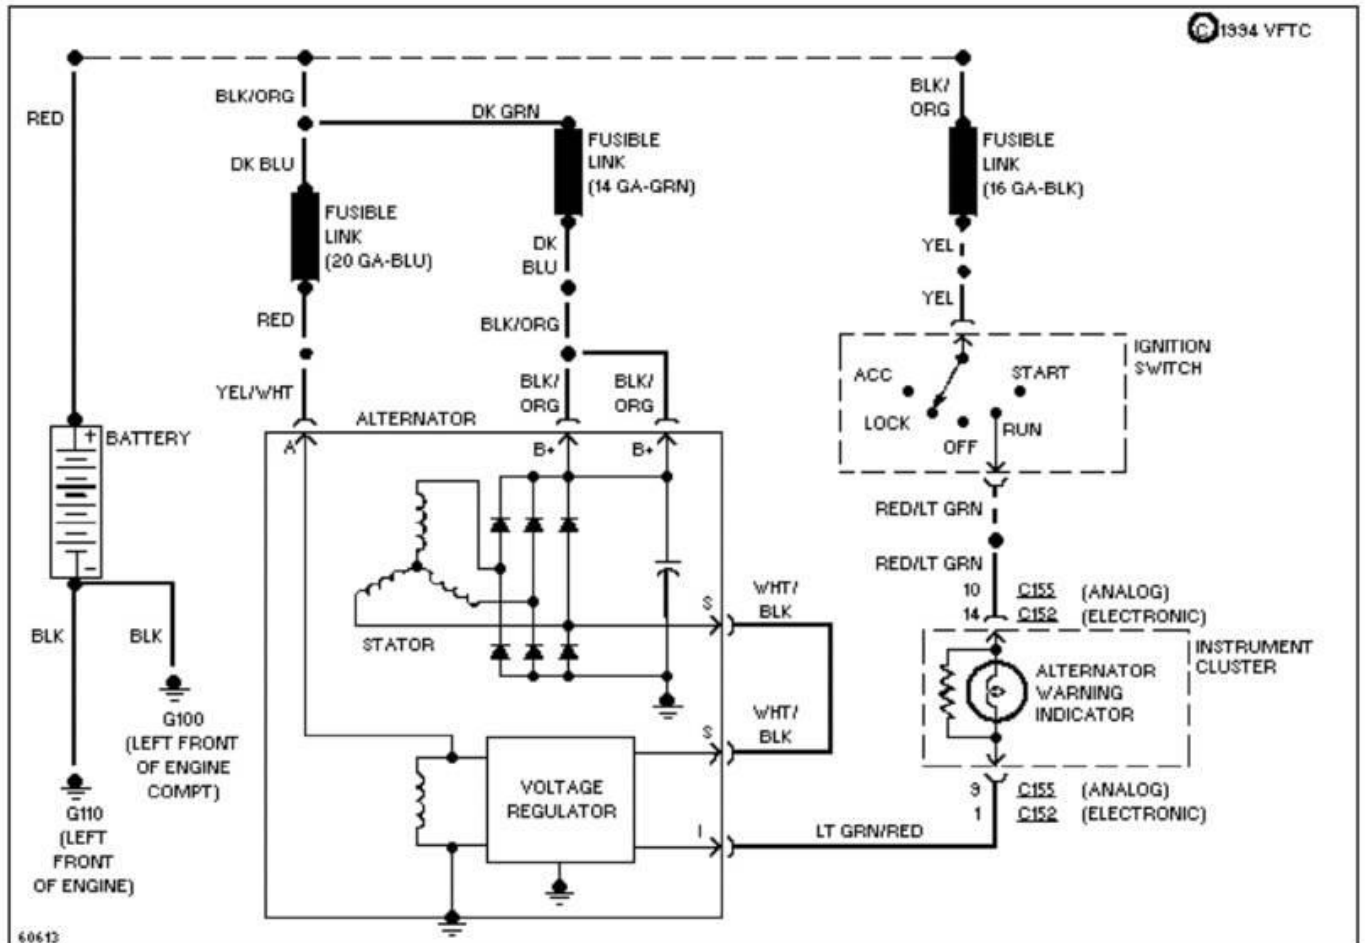 © 1994 VFTC
RED
BLK/ORG
DK GRN
DK BLU
FUSIBLE
LINK
(20 GA-BLU)
RED
YEL/WHT
FUSIBLE
LINK
(14 GA-GRN)
DK
BLU
BLK/ORG
BLK/
ORG
BLK/
ORG
BLK/
ORG
FUSIBLE
LINK
(16 GA-BLK)
YEL
YEL
IGNITION
SWITCH
ACC
LOCK
OFF
RUN
START
RED/LT GRN
RED/LT GRN
10 C155 (ANALOG)
14 C152 (ELECTRONIC)
INSTRUMENT
CLUSTER
ALTERNATOR
WARNING
INDICATOR
9 C155 (ANALOG)
1 C152 (ELECTRONIC)
LT GRN/RED
ALTERNATOR
A
B+
B+
STATOR
S
WHT/
BLK
WHT/
BLK
S
VOLTAGE
REGULATOR
I
+
BATTERY
-
BLK
BLK
G100
(LEFT FRONT
OF ENGINE
COMPT)
G110
(LEFT
FRONT
OF ENGINE)
60613